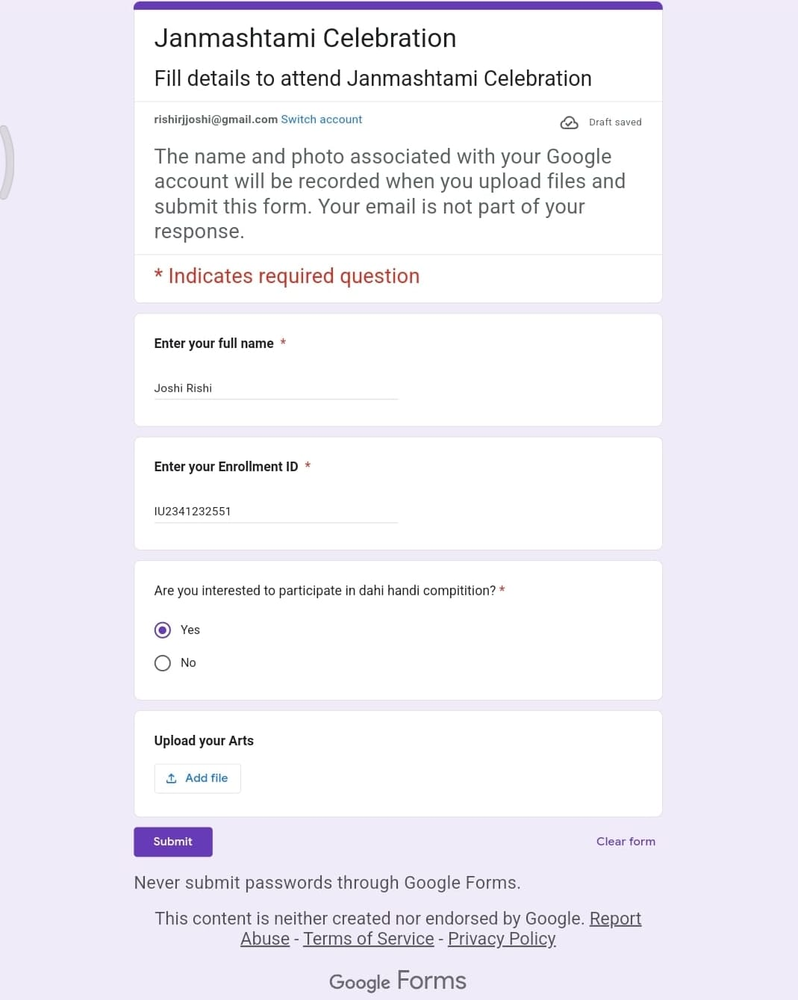 Janmashtami Celebration
Fill details to attend Janmashtami Celebration
rishirjjoshi@gmail.com Switch account
Draft saved
The name and photo associated with your Google
account will be recorded when you upload files and
submit this form. Your email is not part of your
response.
* Indicates required question
Enter your full name *
Joshi Rishi
Enter your Enrollment ID *
IU2341232551
Are you interested to participate in dahi handi compitition? *
Yes
No
Upload your Arts
Add file
Submit
Clear form
Never submit passwords through Google Forms.
This content is neither created nor endorsed by Google. Report
Abuse - Terms of Service - Privacy Policy
Google Forms